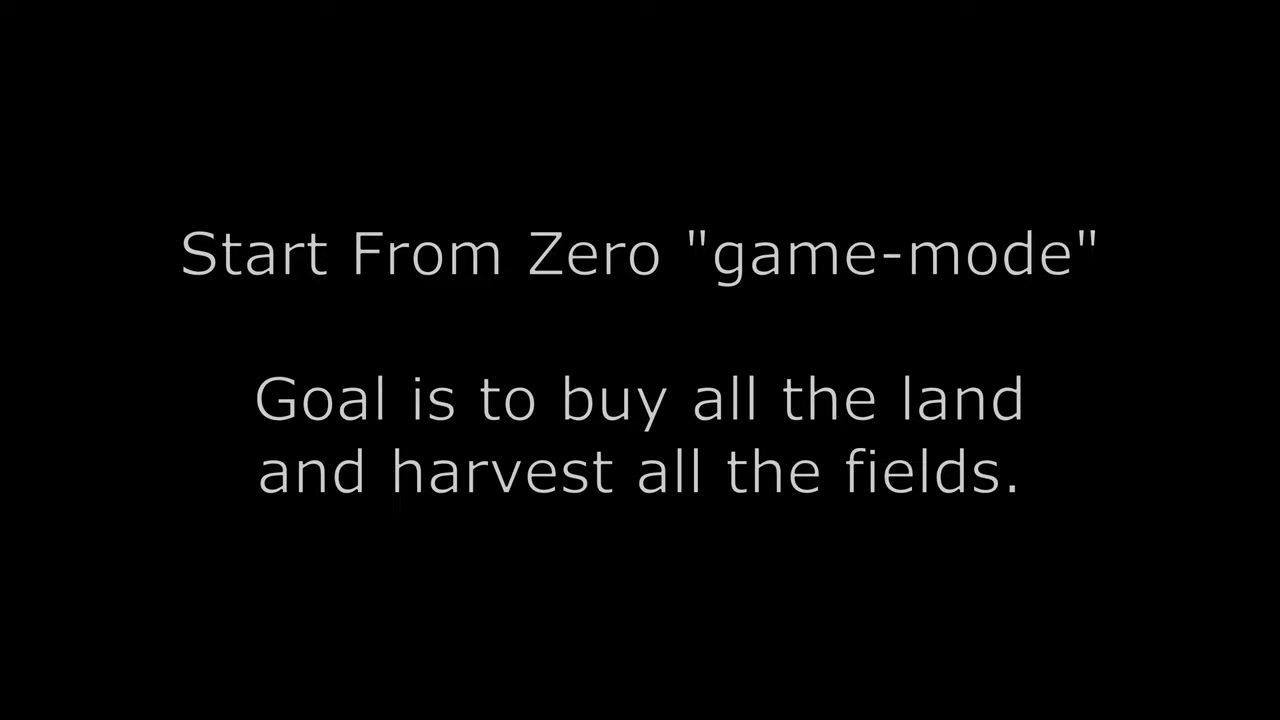 Start From Zero "game-mode"
Goal is to buy all the land
and harvest all the fields.